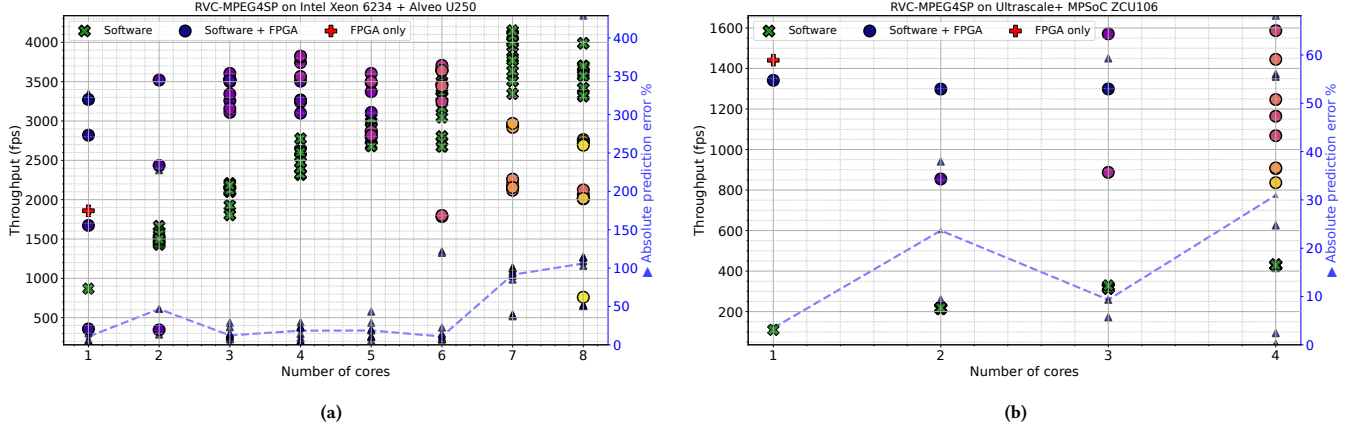 RVC-MPEG4SP on Intel Xeon 6234 + Alveo U250
Software
Software + FPGA
FPGA only
Throughput (fps)
4000
3500
3000
2500
2000
1500
1000
500
400
350
300
250
200
150
100
50
0
▲ Absolute prediction error %
1 2 3 4 5 6 7 8
Number of cores
(a)
RVC-MPEG4SP on Ultrascale+ MPSoC ZCU106
Software
Software + FPGA
FPGA only
Throughput (fps)
1600
1400
1200
1000
800
600
400
200
60
50
40
30
20
10
0
▲ Absolute prediction error %
1 2 3 4
Number of cores
(b)